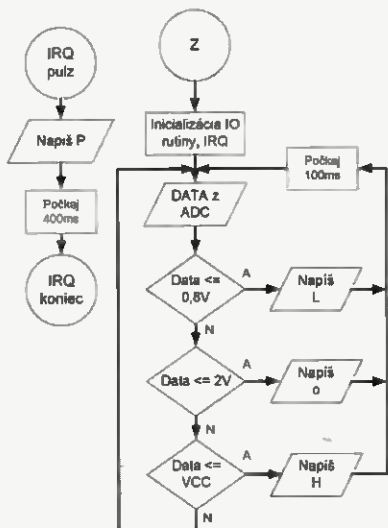 IRQ
pulz
Napiš P
Počkaj
400ms
IRQ
koniec
Z
Inicializácia IO
rutiny, IRQ
Počkaj
100ms
DATA z
ADC
Data <=
0,8V
A
Napíš
L
N
Data <= 2V
A
Napíš
o
N
Data <=
VCC
A
Napíš
H
N